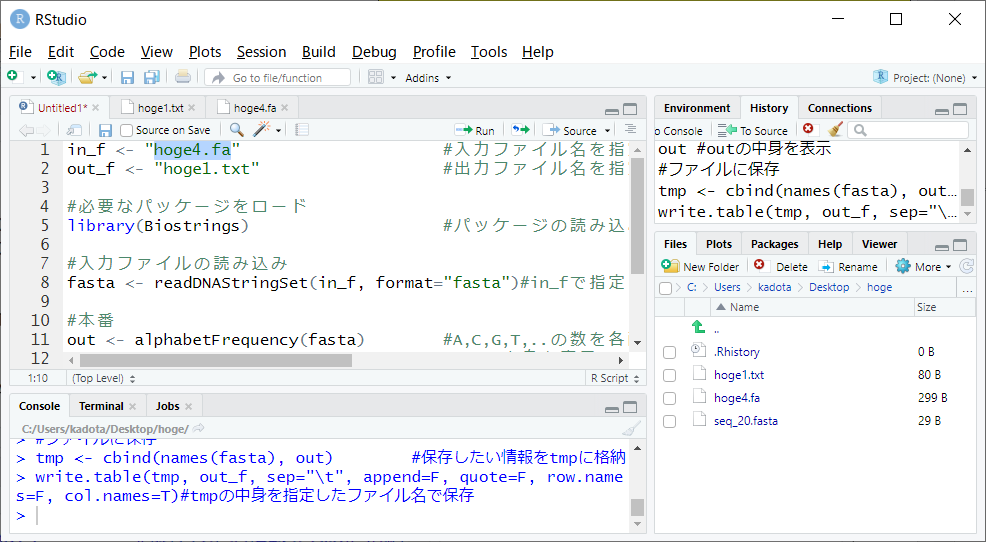 RStudio
File Edit Code View Plots Session Build Debug Profile Tools Help
Go to file/function Addins Project: (None)
Untitled1* hoge1.txt hoge4.fa
Source on Save Run Source
1 in_f <- "hoge4.fa" #入力ファイル名を指
2 out_f <- "hoge1.txt" #出力ファイル名を指
3
4 #必要なパッケージをロード
5 library(Biostrings) #パッケージの読み込
6
7 #入力ファイルの読み込み
8 fasta <- readDNAStringSet(in_f, format="fasta")#in_fで指定
9
10 #本番
11 out <- alphabetFrequency(fasta) #A,C,G,T,..の数を各
12
1:10 (Top Level) R Script
Console Terminal Jobs
C:/Users/kadota/Desktop/hoge/
> #ファイルに保存
> tmp <- cbind(names(fasta), out) #保存したい情報をtmpに格納
> write.table(tmp, out_f, sep="\t", append=F, quote=F, row.name
s=F, col.names=T)#tmpの中身を指定したファイル名で保存
>
Environment History Connections
o Console To Source
out #outの中身を表示
#ファイルに保存
tmp <- cbind(names(fasta), out…
write.table(tmp, out_f, sep="\…
Files Plots Packages Help Viewer
New Folder Delete Rename More
C: Users kadota Desktop hoge ...
Name Size
..
.Rhistory 0 B
hoge1.txt 80 B
hoge4.fa 299 B
seq_20.fasta 29 B